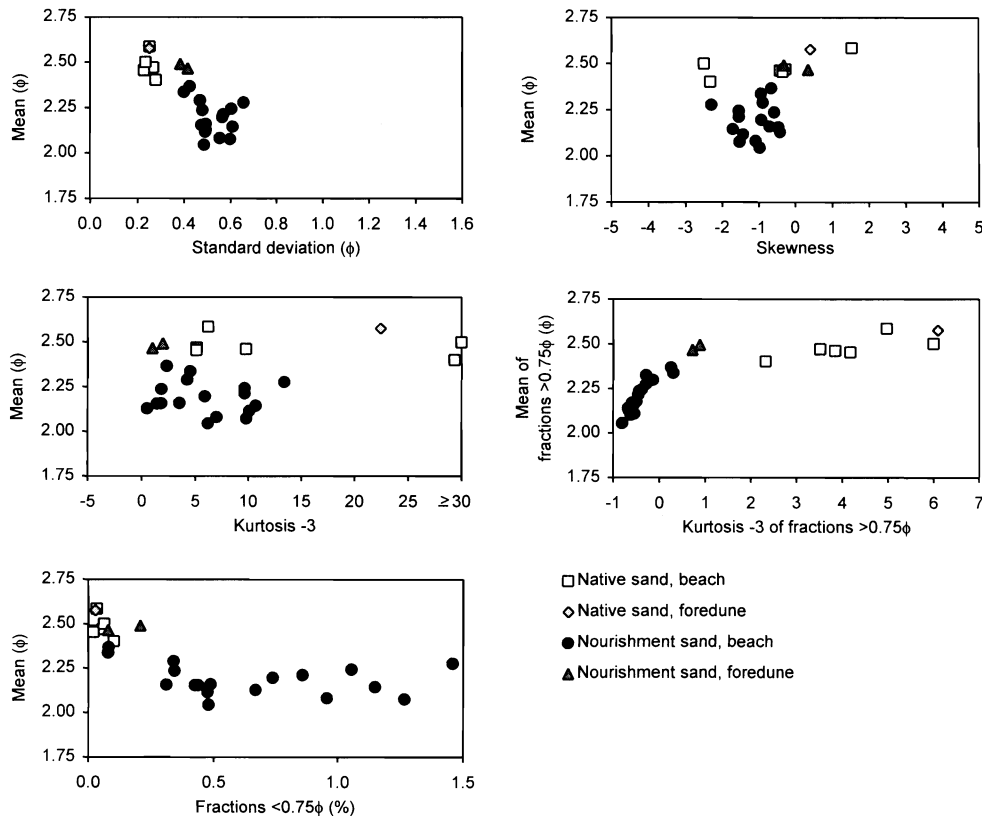 2.75
2.50
2.25
2.00
1.75
Mean (ϕ)
0.0 0.2 0.4 0.6 0.8 1.0 1.2 1.4 1.6
Standard deviation (ϕ)
2.75
2.50
2.25
2.00
1.75
Mean (ϕ)
-5 -4 -3 -2 -1 0 1 2 3 4 5
Skewness
2.75
2.50
2.25
2.00
1.75
Mean (ϕ)
-5 0 5 10 15 20 25 ≥30
Kurtosis -3
2.75
2.50
2.25
2.00
1.75
Mean of
fractions >0.75ϕ (ϕ)
-1 0 1 2 3 4 5 6 7
Kurtosis -3 of fractions >0.75ϕ
2.75
2.50
2.25
2.00
1.75
Mean (ϕ)
0.0 0.5 1.0 1.5
Fractions <0.75ϕ (%)
Native sand, beach
Native sand, foredune
Nourishment sand, beach
Nourishment sand, foredune